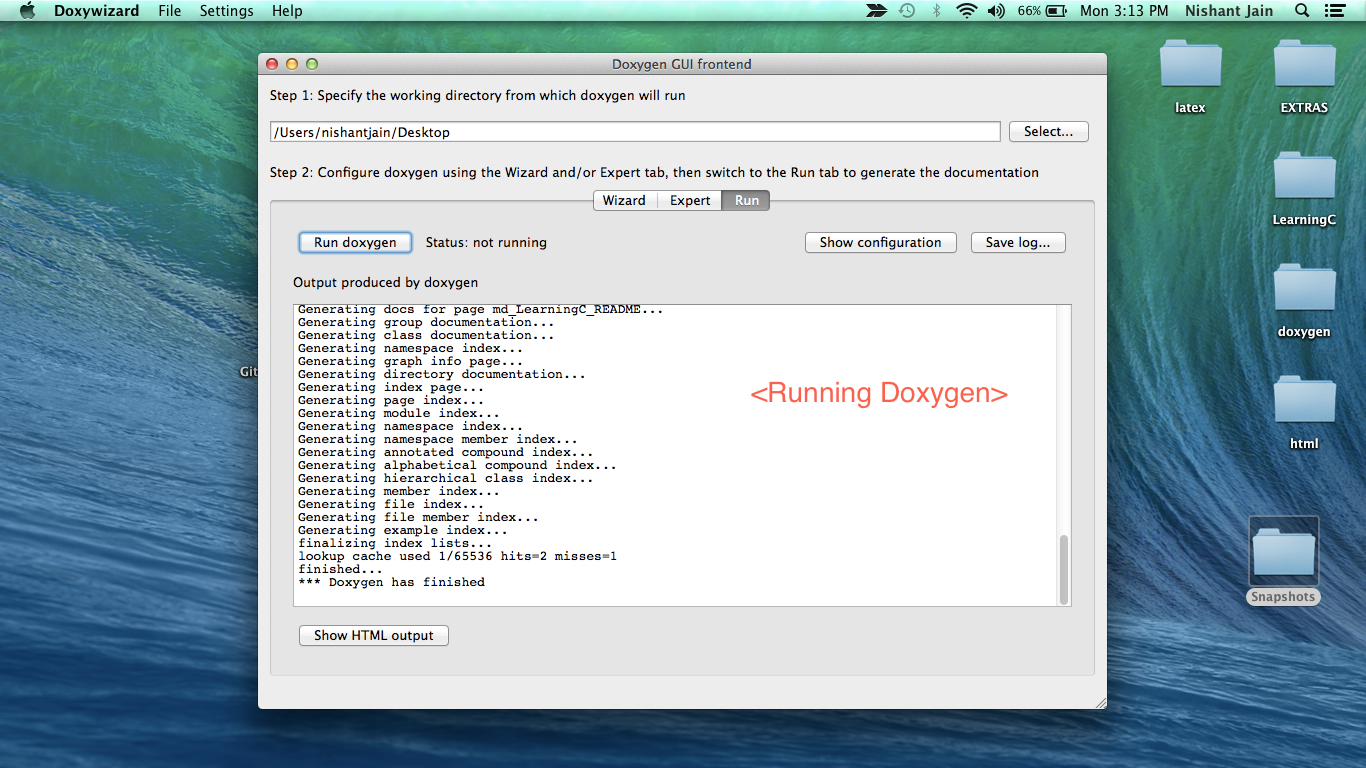 Doxywizard File Settings Help 66% Mon 3:13 PM Nishant Jain
Doxygen GUI frontend
Step 1: Specify the working directory from which doxygen will run
/Users/nishantjain/Desktop
Select...
Step 2: Configure doxygen using the Wizard and/or Expert tab, then switch to the Run tab to generate the documentation
Wizard Expert Run
Run doxygen Status: not running Show configuration Save log...
Output produced by doxygen
Generating docs for page md_LearningC_README...
Generating group documentation...
Generating class documentation...
Generating namespace index...
Generating graph info page...
Generating directory documentation...
Generating index page...
Generating page index...
Generating module index...
Generating namespace index...
Generating namespace member index...
Generating annotated compound index...
Generating alphabetical compound index...
Generating hierarchical class index...
Generating member index...
Generating file index...
Generating file member index...
Generating example index...
finalizing index lists...
lookup cache used 1/65536 hits=2 misses=1
finished...
*** Doxygen has finished
<Running Doxygen>
Show HTML output
Git
latex
EXTRAS
LearningC
doxygen
html
Snapshots